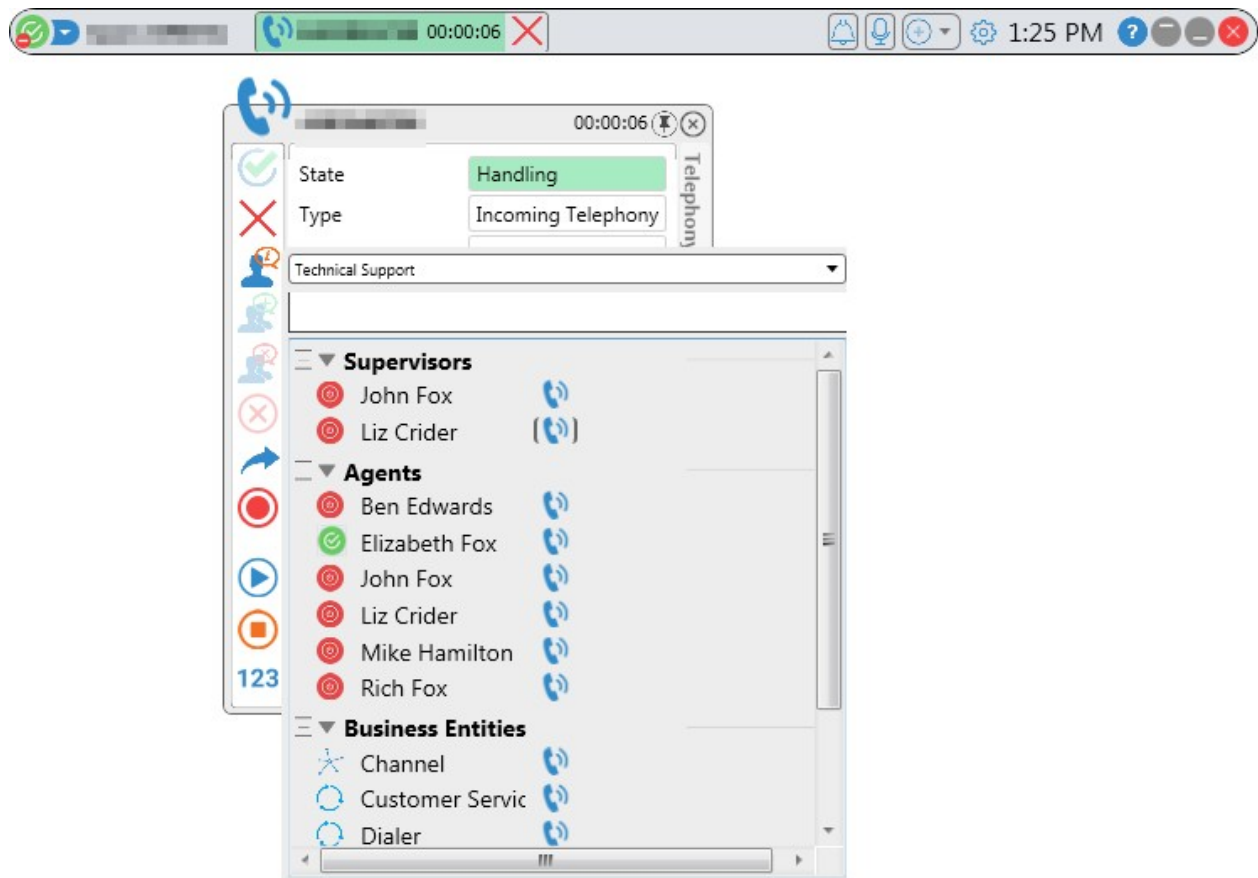 00:00:06 1:25 PM ?
00:00:06
State Handling
Type Incoming Telephony
Telephony
Technical Support
Supervisors
John Fox
Liz Crider
Agents
Ben Edwards
Elizabeth Fox
John Fox
Liz Crider
Mike Hamilton
Rich Fox
123
Business Entities
Channel
Customer Servic
Dialer